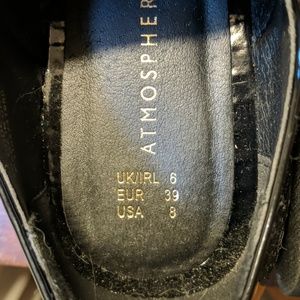 ATMOSPHER
UK/IRL 6
EUR 39
USA 8